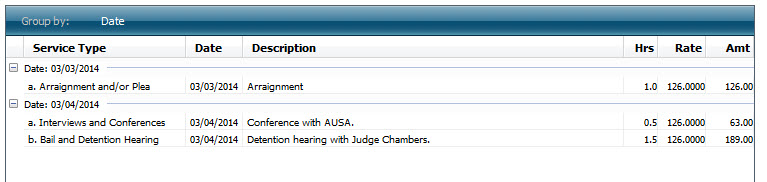 Group by: Date
Service Type Date Description Hrs Rate Amt
Date: 03/03/2014
a. Arraignment and/or Plea 03/03/2014 Arraignment 1.0 126.0000 126.00
Date: 03/04/2014
a. Interviews and Conferences 03/04/2014 Conference with AUSA. 0.5 126.0000 63.00
b. Bail and Detention Hearing 03/04/2014 Detention hearing with Judge Chambers. 1.5 126.0000 189.00